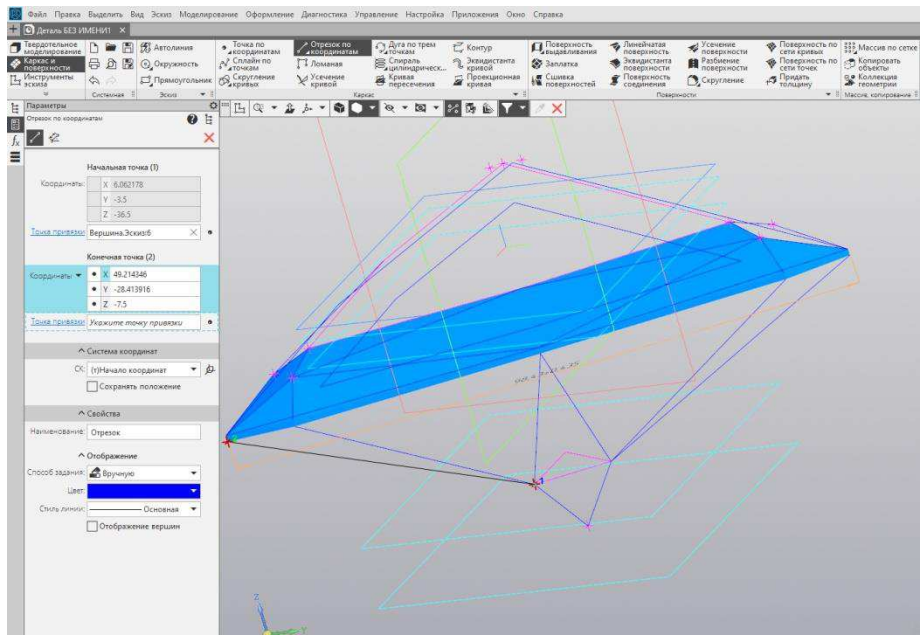 Файл Правка Выделить Вид Эскиз Моделирование Оформление Диагностика Управление Настройка Приложения Окно Справка
Деталь БЕЗ ИМЕНИ1
Твердотельное моделирование
Каркас и поверхности
Инструменты эскиза
Системная
Автолиния
Окружность
Прямоугольник
Эскиз
Точка по координатам
Сплайн по точкам
Скругление кривых
Отрезок по координатам
Ломаная
Усечение кривой
Дуга по трем точкам
Спираль цилиндрическ...
Кривая пересечения
Контур
Эквидистанта кривой
Проекционная кривая
Каркас
Поверхность выдавливания
Заплатка
Сшивка поверхностей
Линейчатая поверхность
Эквидистанта поверхности
Поверхность соединения
Усечение поверхности
Разбиение поверхности
Скругление
Поверхность по сети кривых
Поверхность по сети точек
Придать толщину
Поверхности
Массив по сетке
Копировать объекты
Коллекция геометрии
Массив, копирование
Параметры
Отрезок по координатам
Начальная точка (1)
Координаты: X 6.062178
Y -3.5
Z -36.5
Точка привязки Вершина.Эскиз:6
Конечная точка (2)
Координаты X 49.214346
Y -28.413916
Z -7.5
Точка привязки Укажите точку привязки
Система координат
СК: (т)Начало координат
Сохранять положение
Свойства
Наименование: Отрезок
Отображение
Способ задания: Вручную
Цвет:
Стиль линии: Основная
Отображение вершин
1
Z
Y